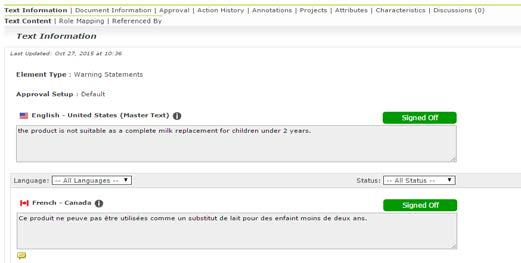 Text Information | Document Information | Approval | Action History | Annotations | Projects | Attributes | Characteristics | Discussions (0)
Text Content | Role Mapping | Referenced By
Text Information
Last Updated: Oct 27, 2015 at 10:36
Element Type : Warning Statements
Approval Setup : Default
English - United States (Master Text) Signed Off
the product is not suitable as a complete milk replacement for children under 2 years.
Language: -- All Languages -- Status: -- All Status --
French - Canada Signed Off
Ce produit ne peuve pas être utilisées comme un substitut de lait pour des enfaint moins de deux ans.